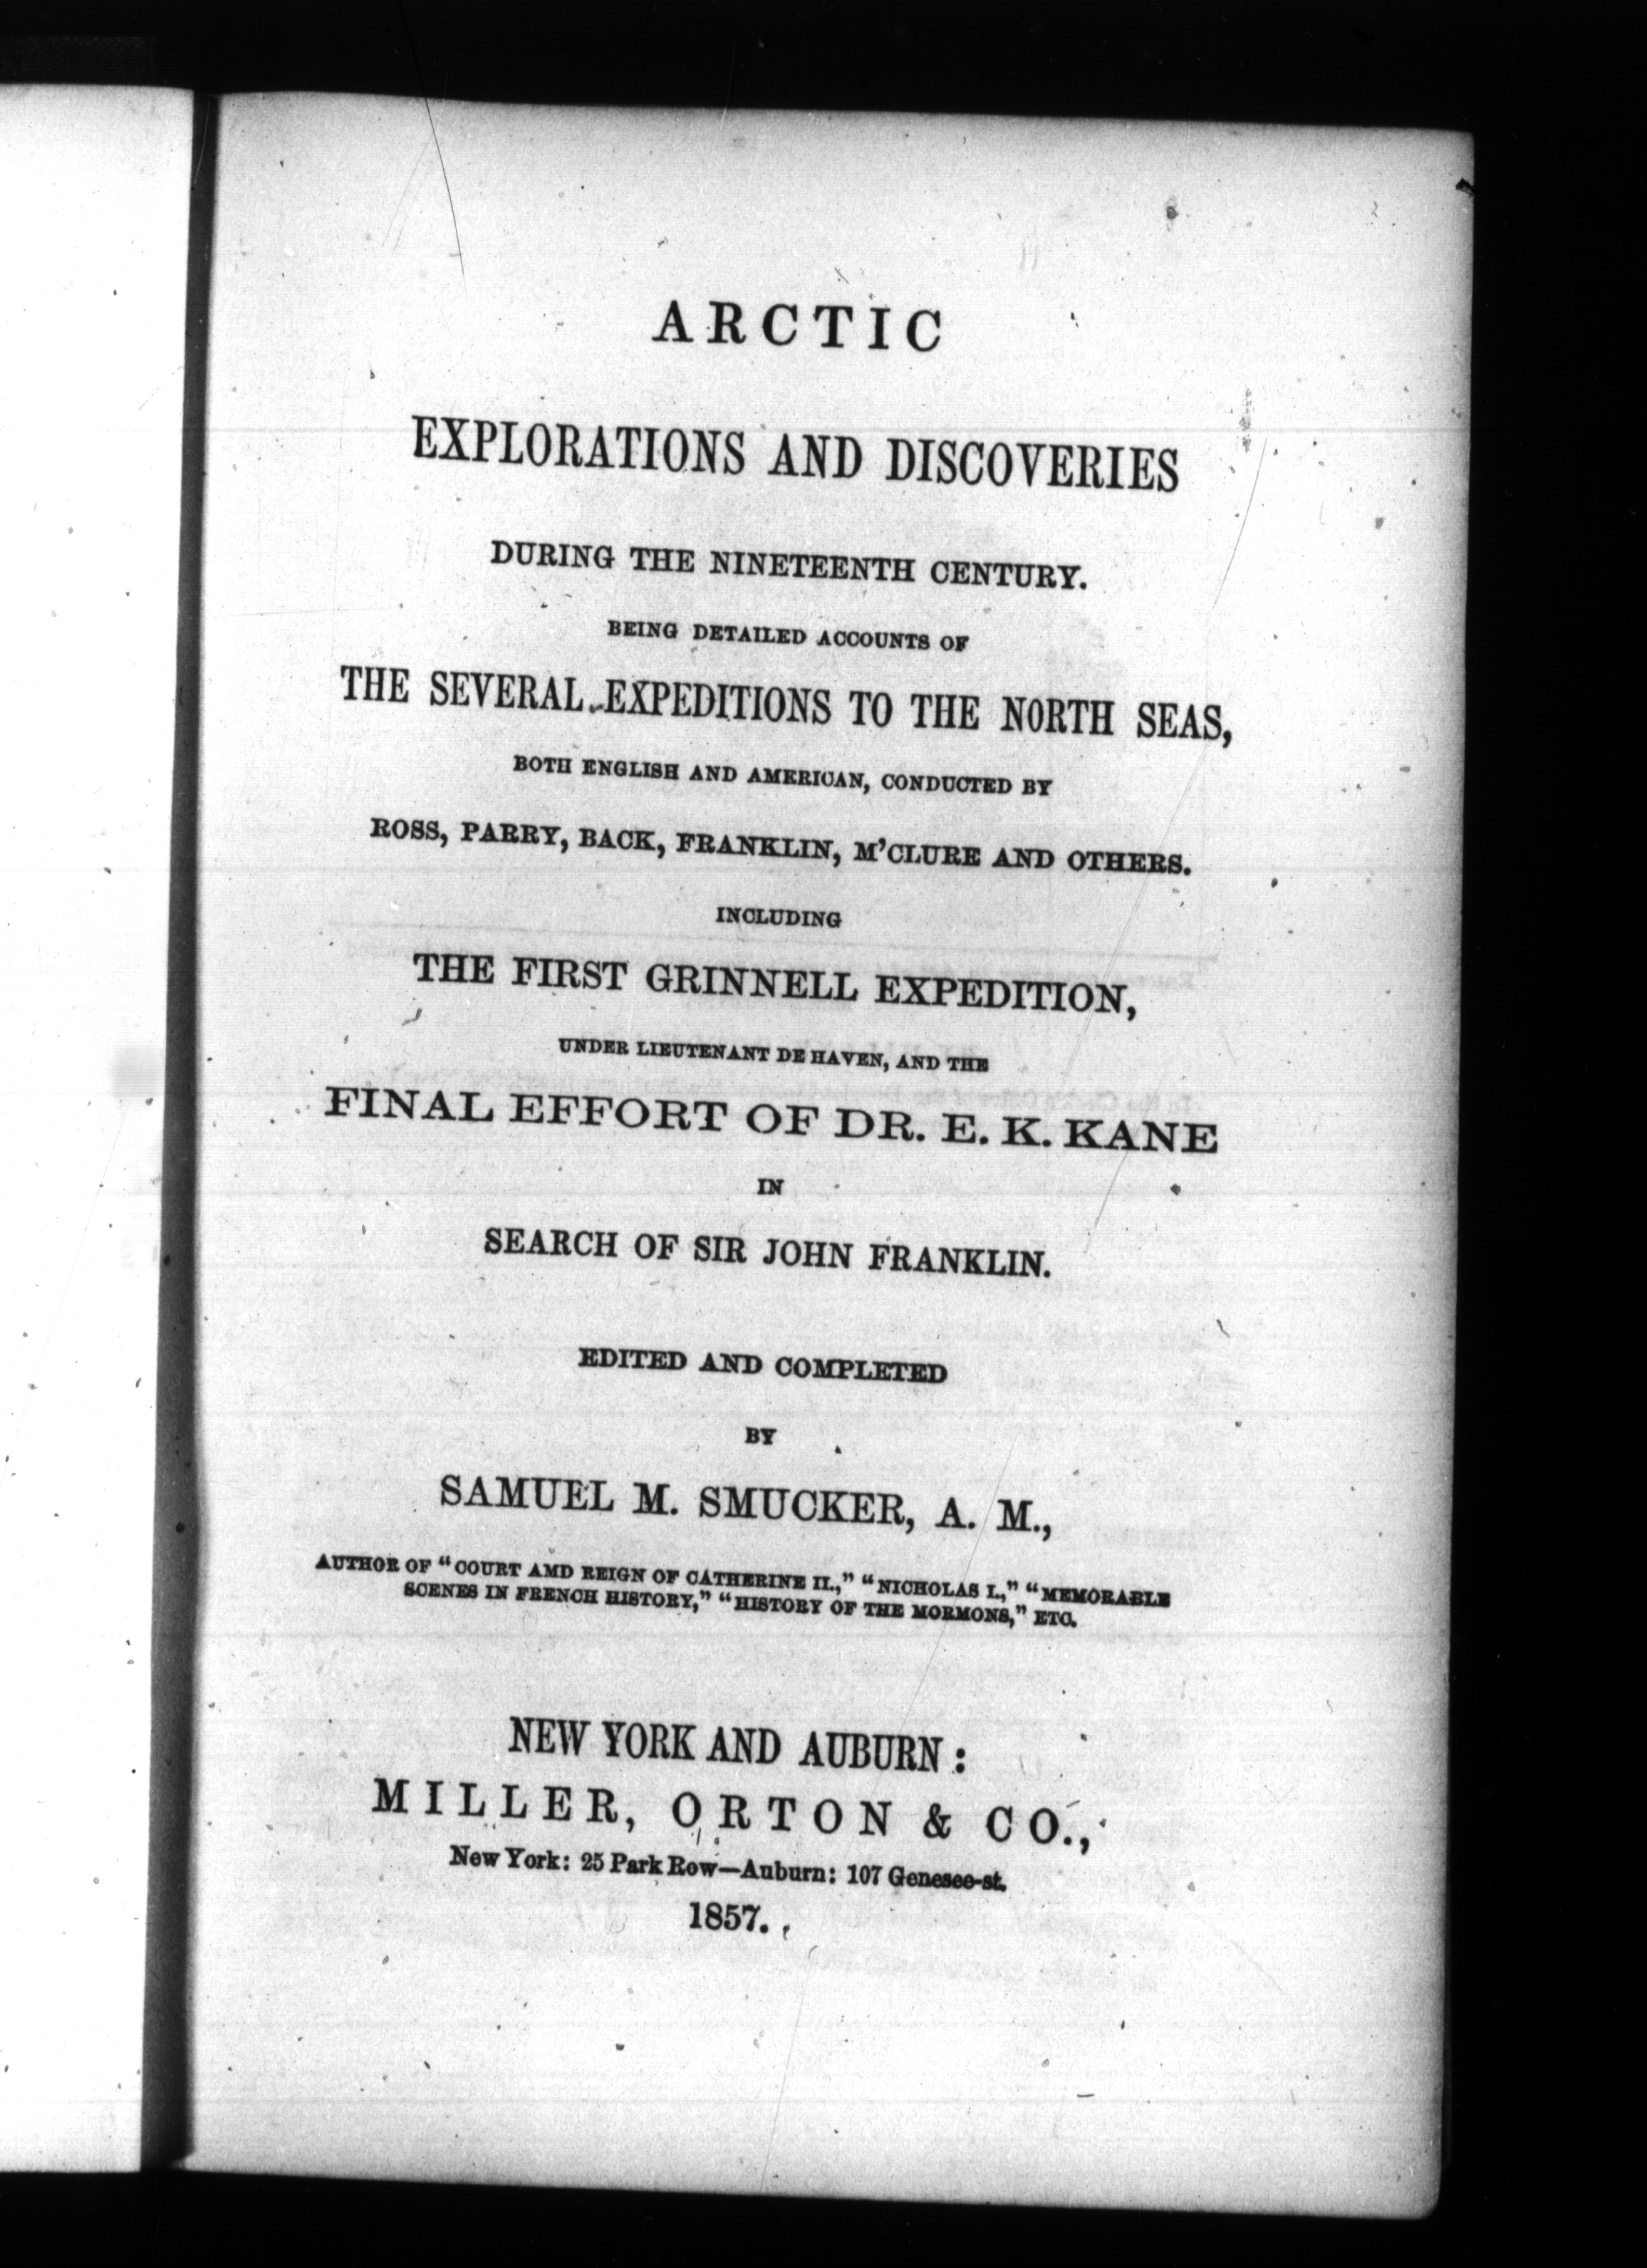 ARCTIC
EXPLORATIONS AND DISCOVERIES
DURING THE NINETEENTH CENTURY.
BEING DETAILED ACCOUNTS OF
THE SEVERAL EXPEDITIONS TO THE NORTH SEAS,
BOTH ENGLISH AND AMERICAN, CONDUCTED BY
ROSS, PARRY, BACK, FRANKLIN, M'CLURE AND OTHERS.
INCLUDING
THE FIRST GRINNELL EXPEDITION,
UNDER LIEUTENANT DE HAVEN, AND THE
FINAL EFFORT OF DR. E. K. KANE
IN
SEARCH OF SIR JOHN FRANKLIN.
EDITED AND COMPLETED
BY
SAMUEL M. SMUCKER, A. M.,
AUTHOR OF "COURT AMD REIGN OF CATHERINE II.," "NICHOLAS I.," "MEMORABLE
SCENES IN FRENCH HISTORY," "HISTORY OF THE MORMONS," ETC.
NEW YORK AND AUBURN:
MILLER, ORTON & CO.,
New York: 25 Park Row—Auburn: 107 Genesee-st.
1857.